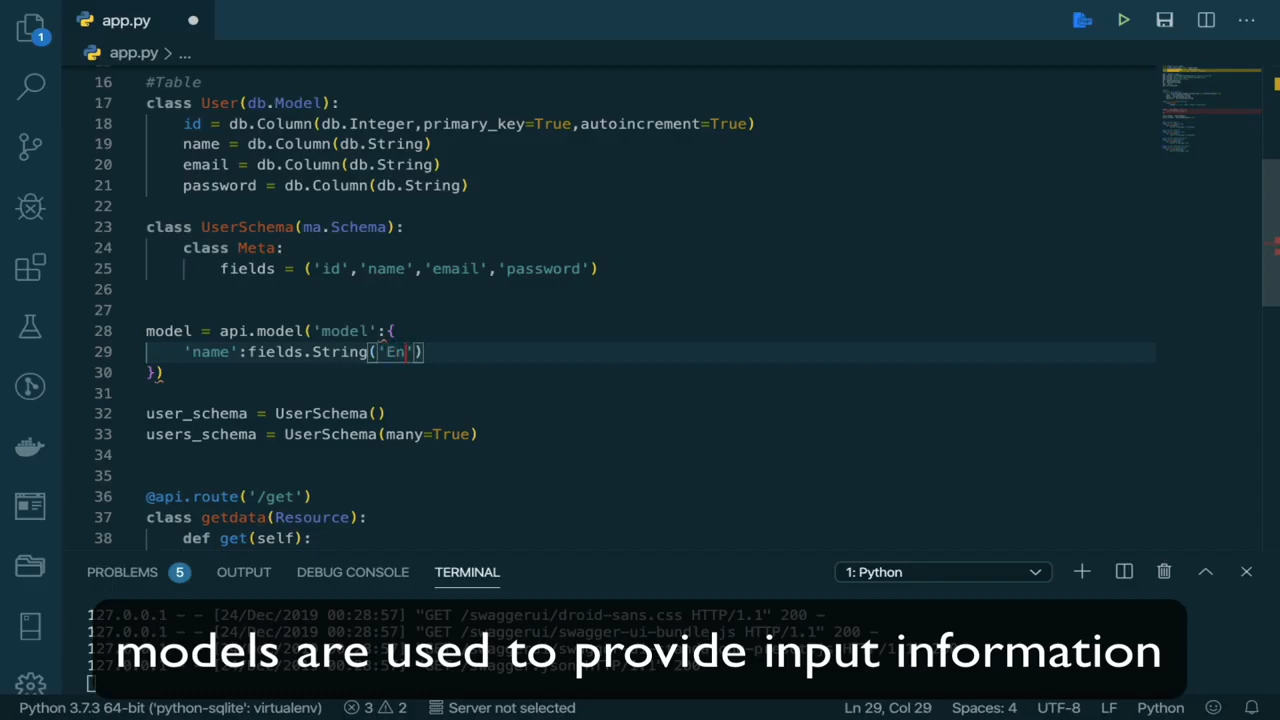 1
app.py
app.py > ...
16 #Table
17 class User(db.Model):
18 id = db.Column(db.Integer,primary_key=True,autoincrement=True)
19 name = db.Column(db.String)
20 email = db.Column(db.String)
21 password = db.Column(db.String)
22
23 class UserSchema(ma.Schema):
24 class Meta:
25 fields = ('id','name','email','password')
26
27
28 model = api.model('model':{
29 'name':fields.String('En')
30 })
31
32 user_schema = UserSchema()
33 users_schema = UserSchema(many=True)
34
35
36 @api.route('/get')
37 class getdata(Resource):
38 def get(self):
PROBLEMS 5 OUTPUT DEBUG CONSOLE TERMINAL 1: Python
127.0.0.1 - - [24/Dec/2019 00:28:57] "GET /swaggerui/droid-sans.css HTTP/1.1" 200 -
127.0.0.1 - - [24/Dec/2019 00:28:57] "GET /swaggerui/swagger-ui-bundle.js HTTP/1.1" 200 -
models are used to provide input information
Python 3.7.3 64-bit ('python-sqlite': virtualenv) 3 2 Server not selected Ln 29, Col 29 Spaces: 4 UTF-8 LF Python